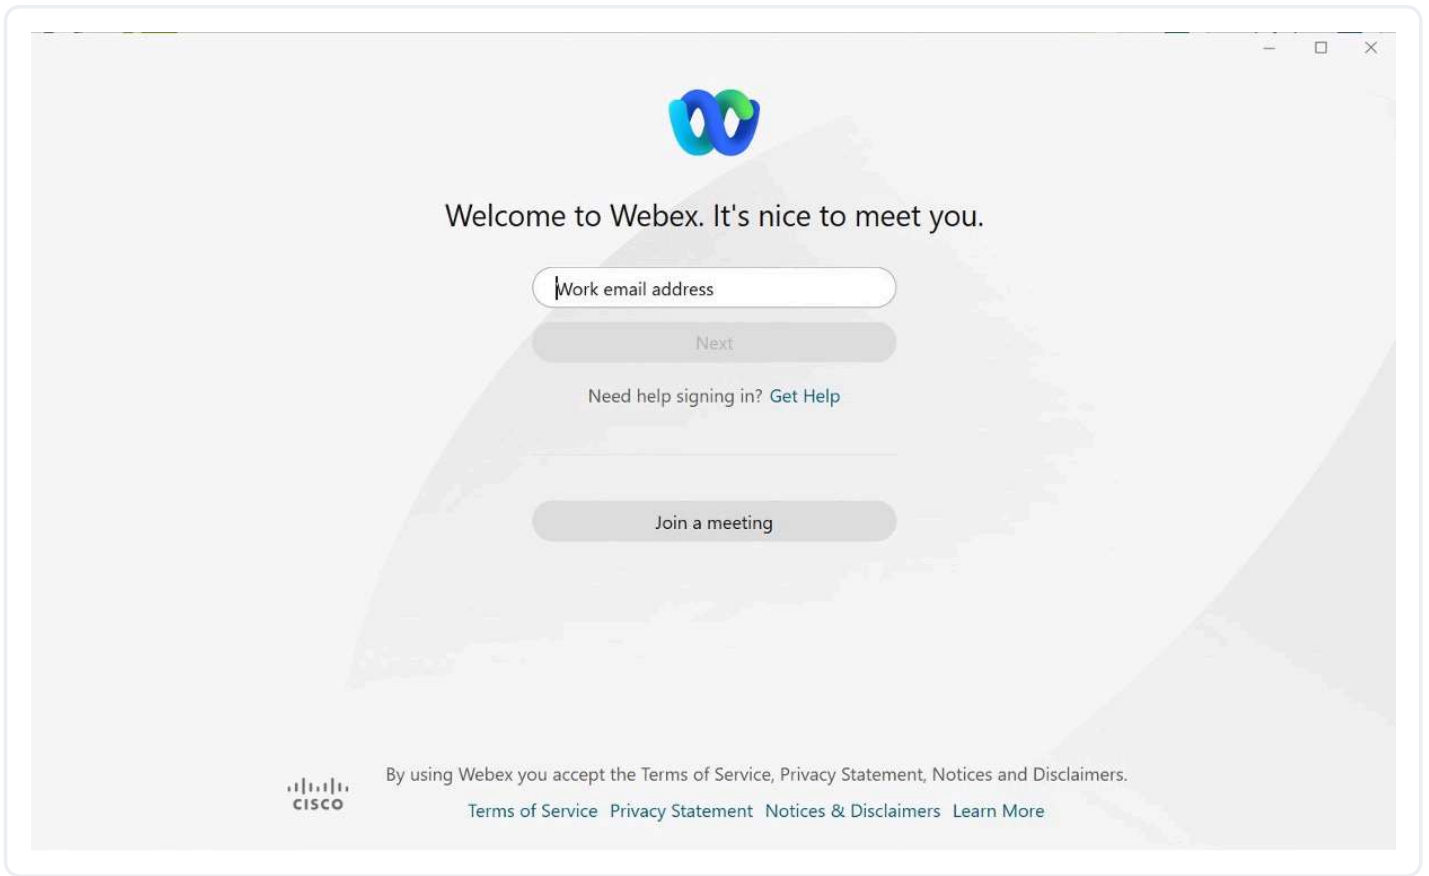 Welcome to Webex. It's nice to meet you.
Work email address
Next
Need help signing in? Get Help
Join a meeting
By using Webex you accept the Terms of Service, Privacy Statement, Notices and Disclaimers.
CISCO
Terms of Service Privacy Statement Notices & Disclaimers Learn More